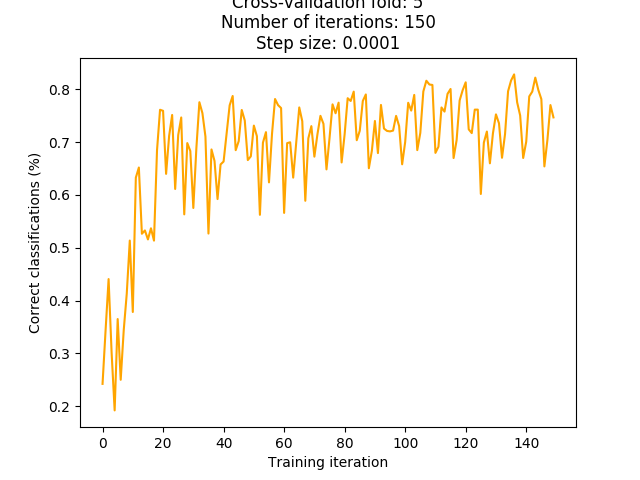 Cross-validation fold: 5
Number of iterations: 150
Step size: 0.0001
0.8
0.7
0.6
0.5
0.4
0.3
0.2
Correct classifications (%)
0 20 40 60 80 100 120 140
Training iteration